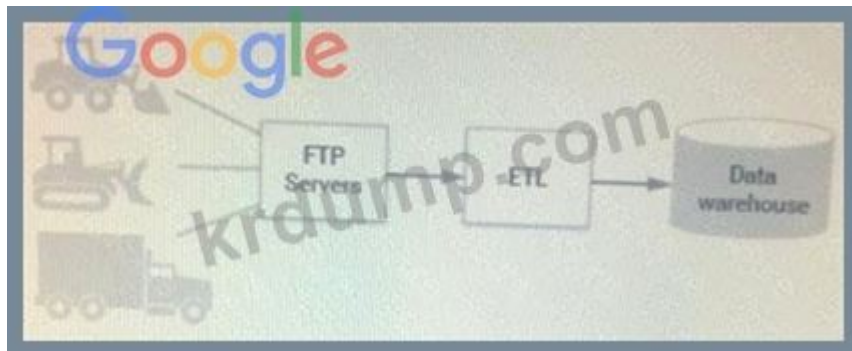 Google
FTP
Servers
ETL
Data
warehouse
krdump.com